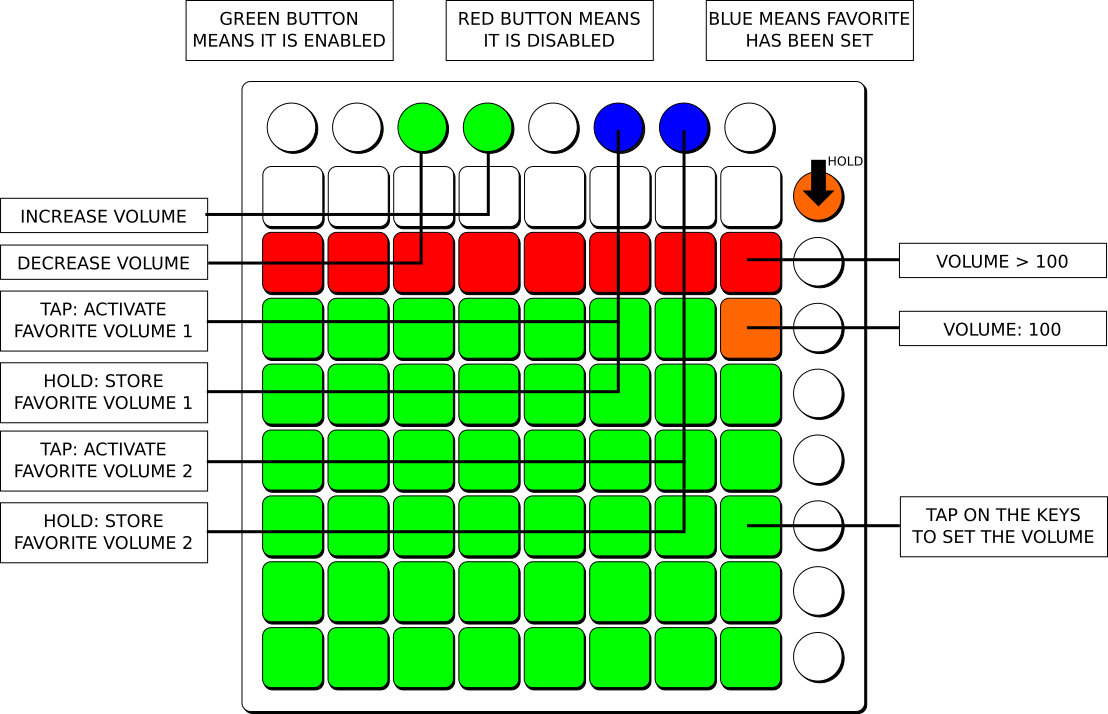 GREEN BUTTON
MEANS IT IS ENABLED
RED BUTTON MEANS
IT IS DISABLED
BLUE MEANS FAVORITE
HAS BEEN SET
HOLD
INCREASE VOLUME
DECREASE VOLUME
TAP: ACTIVATE
FAVORITE VOLUME 1
HOLD: STORE
FAVORITE VOLUME 1
TAP: ACTIVATE
FAVORITE VOLUME 2
HOLD: STORE
FAVORITE VOLUME 2
VOLUME > 100
VOLUME: 100
TAP ON THE KEYS
TO SET THE VOLUME